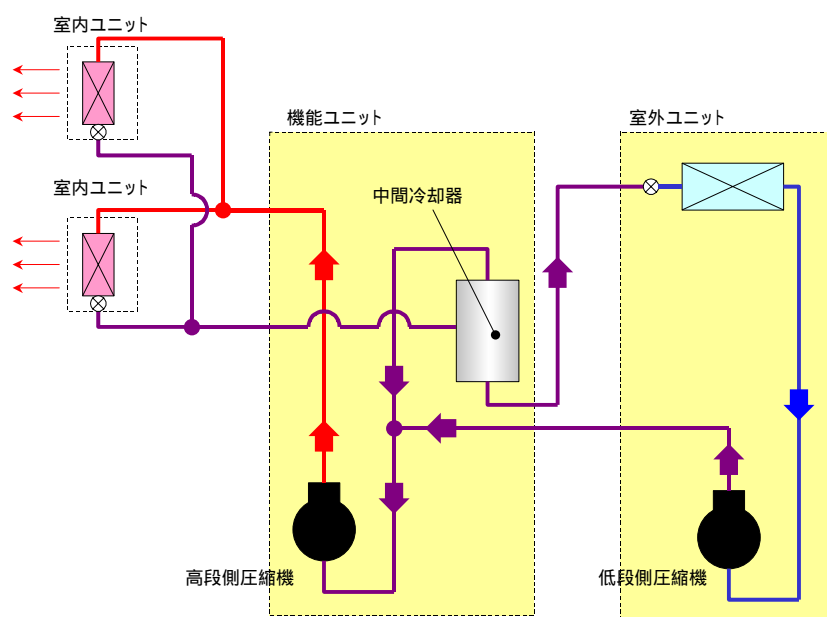 室内ユニット
機能ユニット
室外ユニット
室内ユニット
中間冷却器
高段側圧縮機
低段側圧縮機